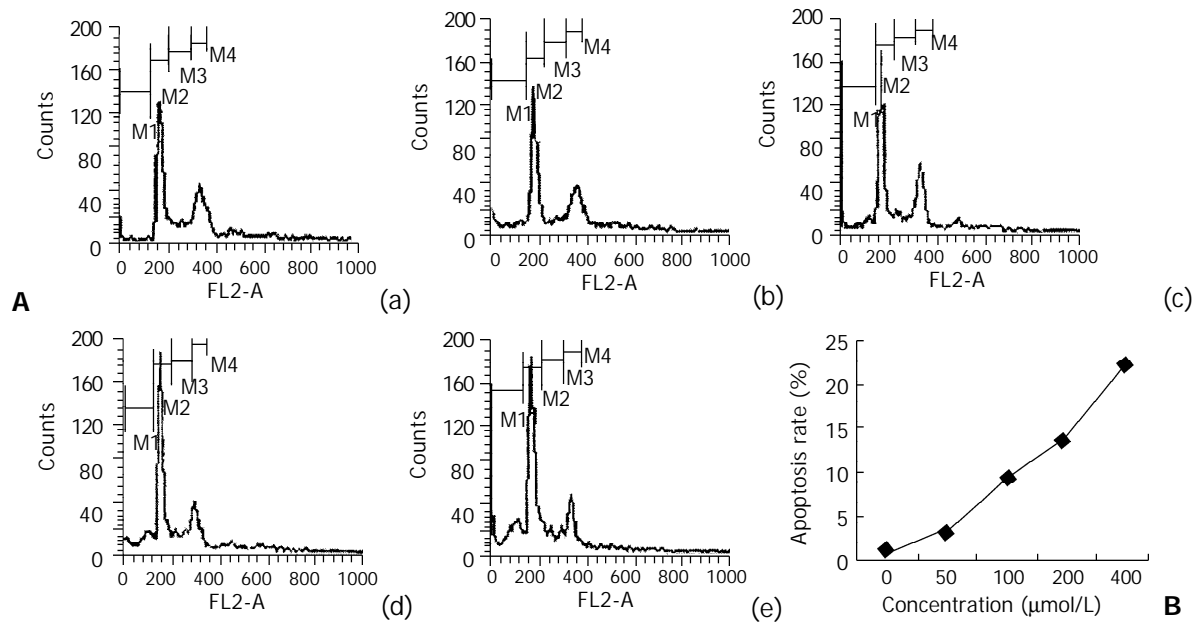 200
160
120
80
40
0
Counts
M1
M2
M3
M4
0 200 400 600 800 1000
FL2-A
A
(a)
200
160
120
80
40
0
Counts
M1
M2
M3
M4
0 200 400 600 800 1000
FL2-A
(b)
200
160
120
80
40
0
Counts
M1
M2
M3
M4
0 200 400 600 800 1000
FL2-A
(c)
200
160
120
80
40
0
Counts
M1
M2
M3
M4
0 200 400 600 800 1000
FL2-A
(d)
200
160
120
80
40
0
Counts
M1
M2
M3
M4
0 200 400 600 800 1000
FL2-A
(e)
25
20
15
10
5
0
Apoptosis rate (%)
0 50 100 200 400
Concentration (μmol/L)
B